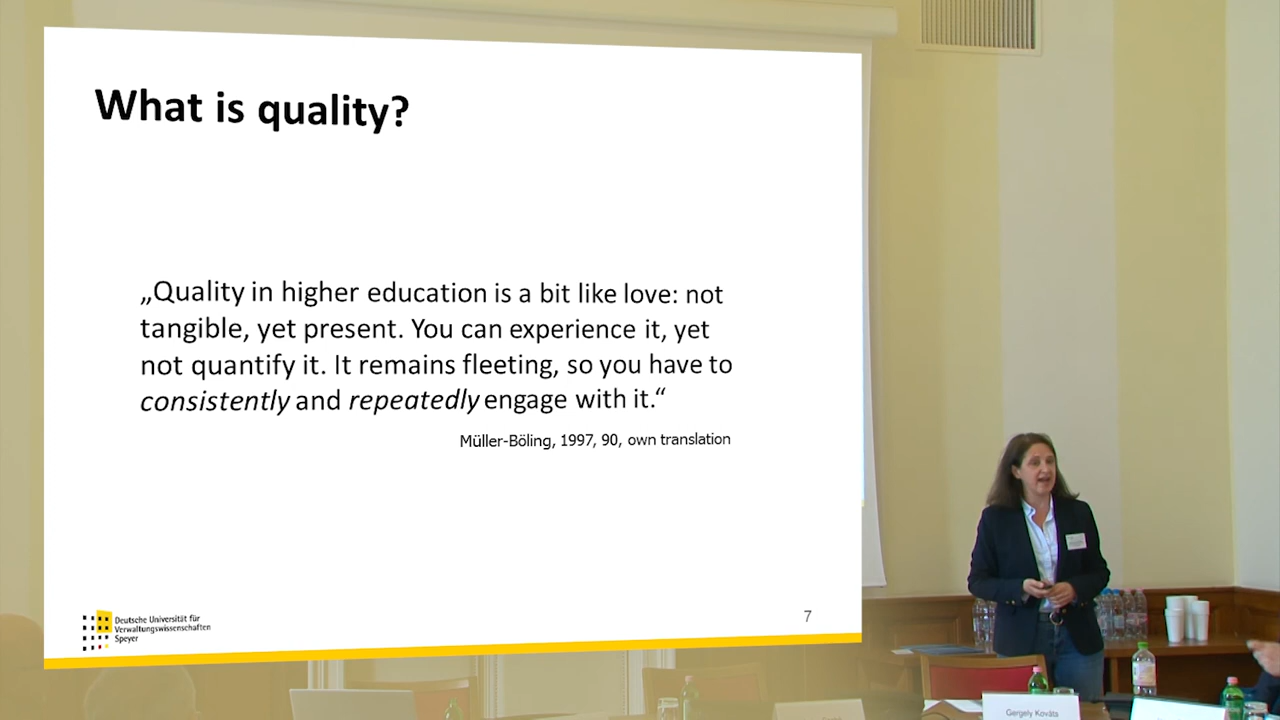 What is quality?
„Quality in higher education is a bit like love: not
tangible, yet present. You can experience it, yet
not quantify it. It remains fleeting, so you have to
consistently and repeatedly engage with it.“
Müller-Böling, 1997, 90, own translation
Deutsche Universität für
Verwaltungswissenschaften
Speyer
7
Gergely Kováts